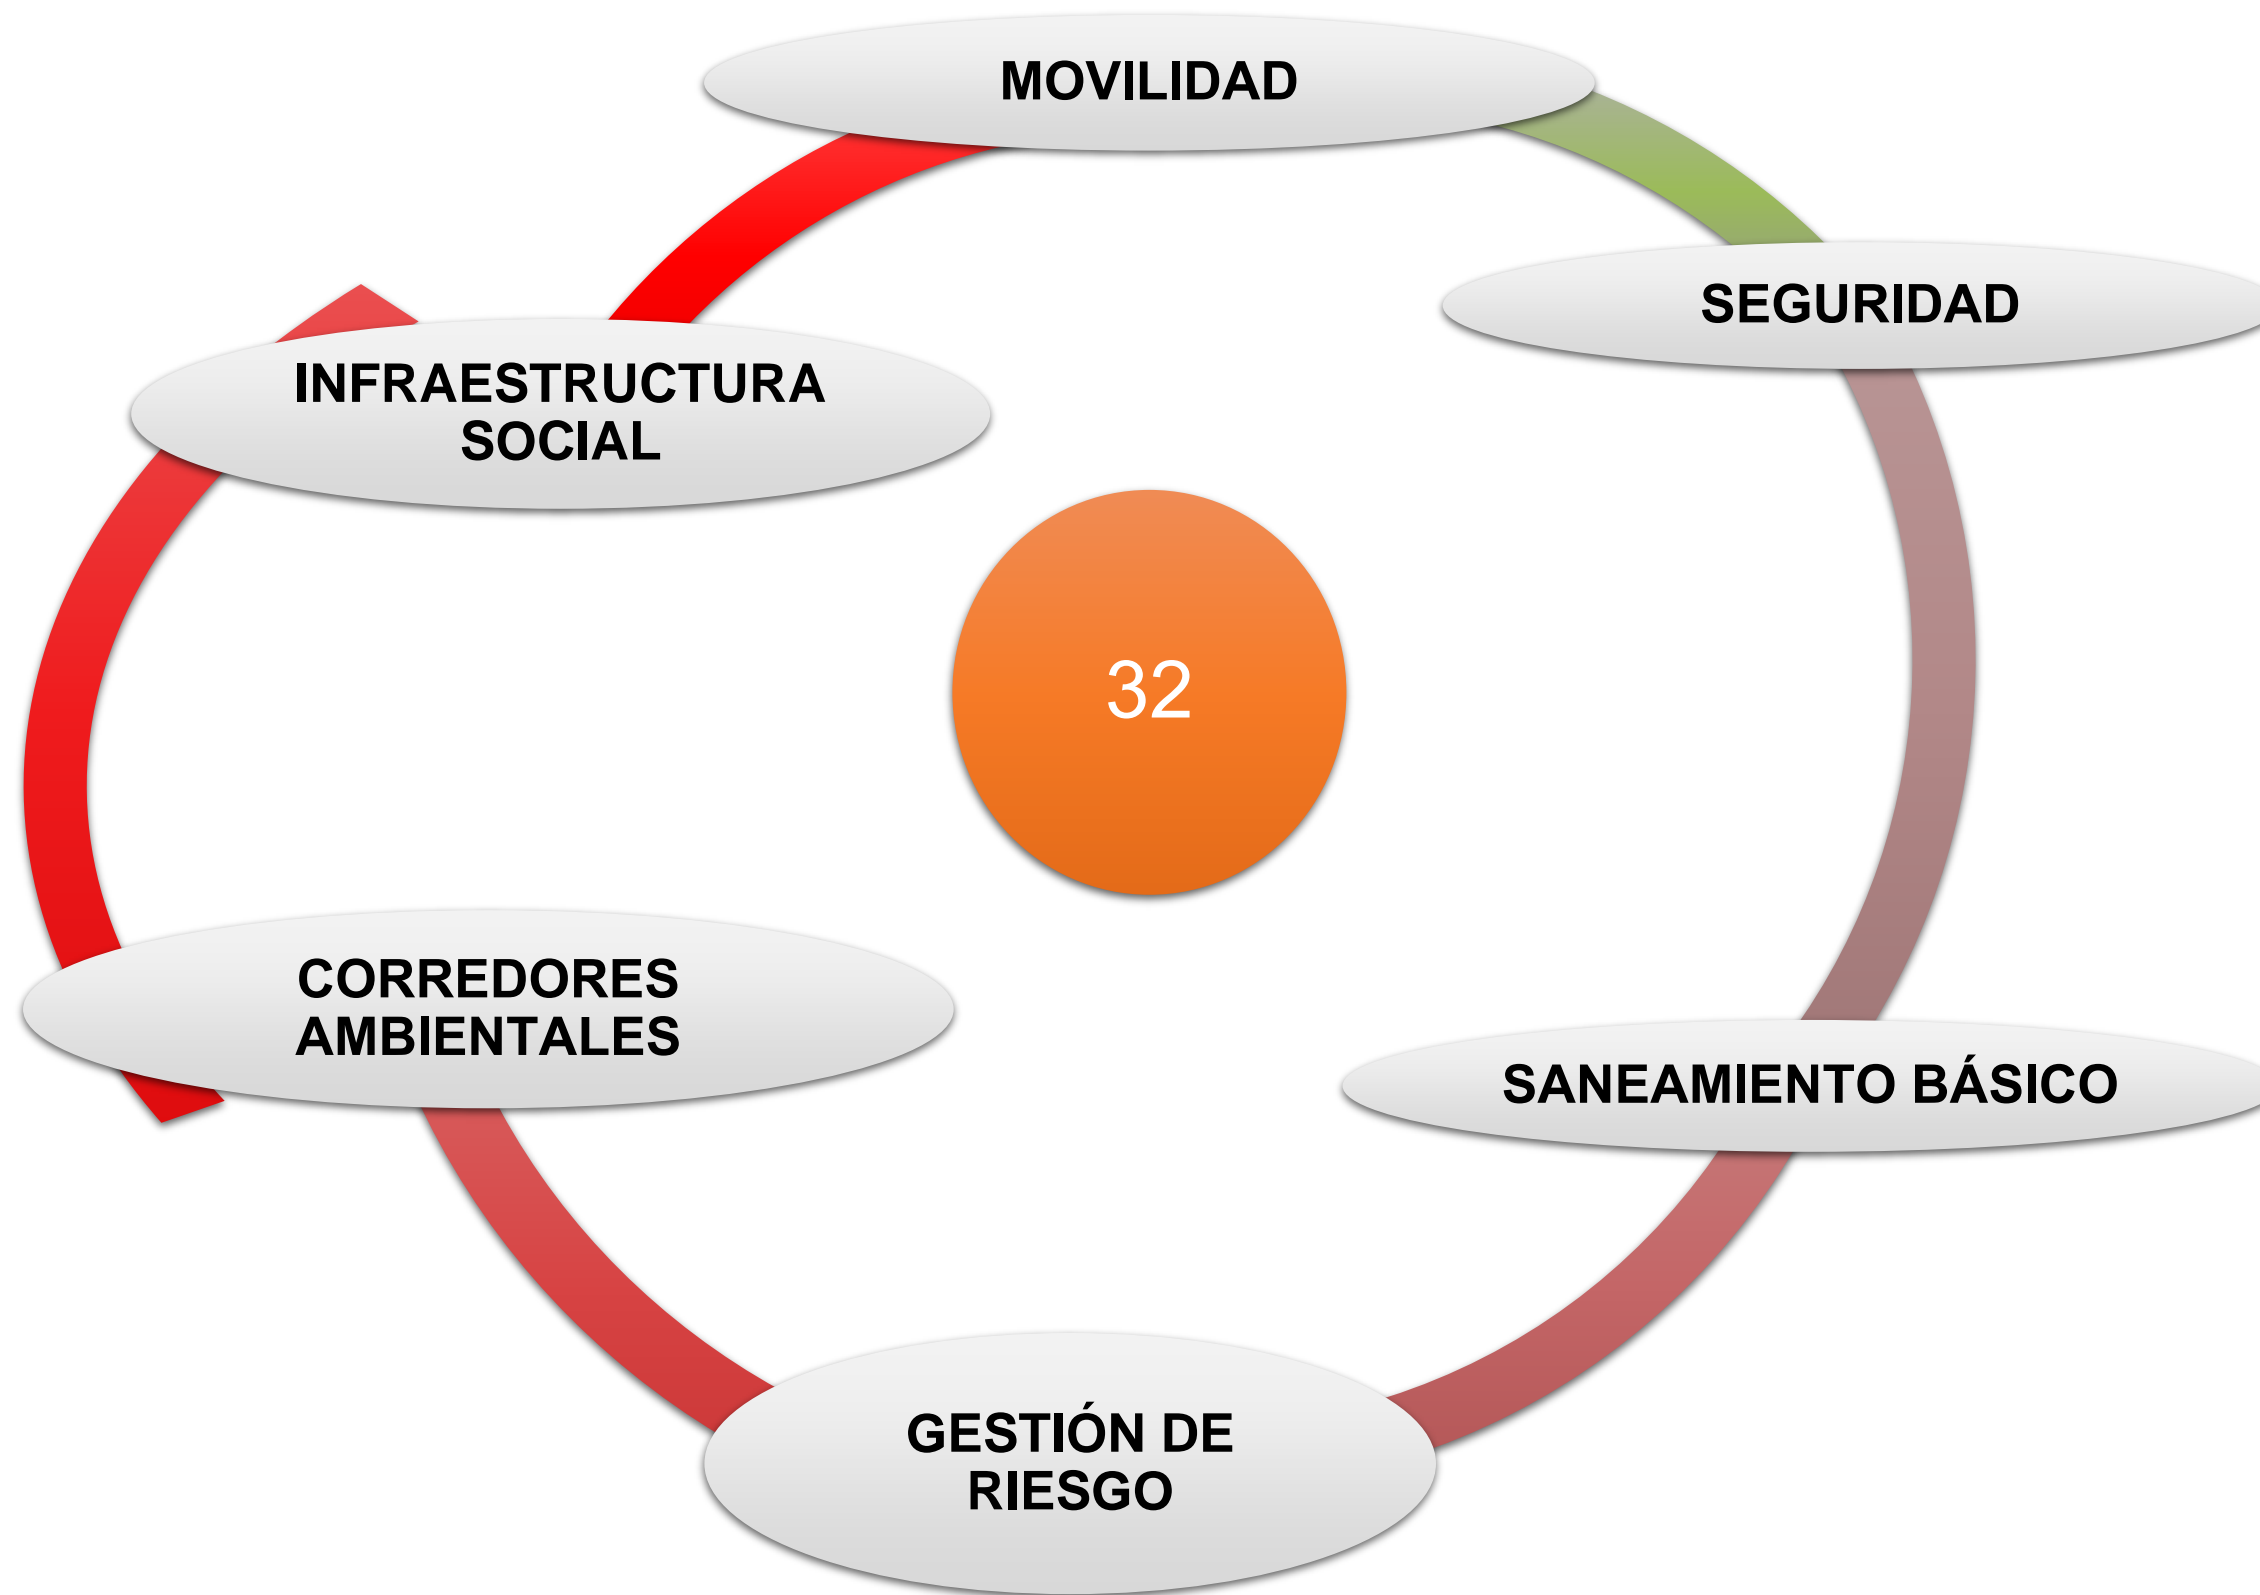 MOVILIDAD
SEGURIDAD
INFRAESTRUCTURA
SOCIAL
32
CORREDORES
AMBIENTALES
SANEAMIENTO BÁSICO
GESTIÓN DE
RIESGO